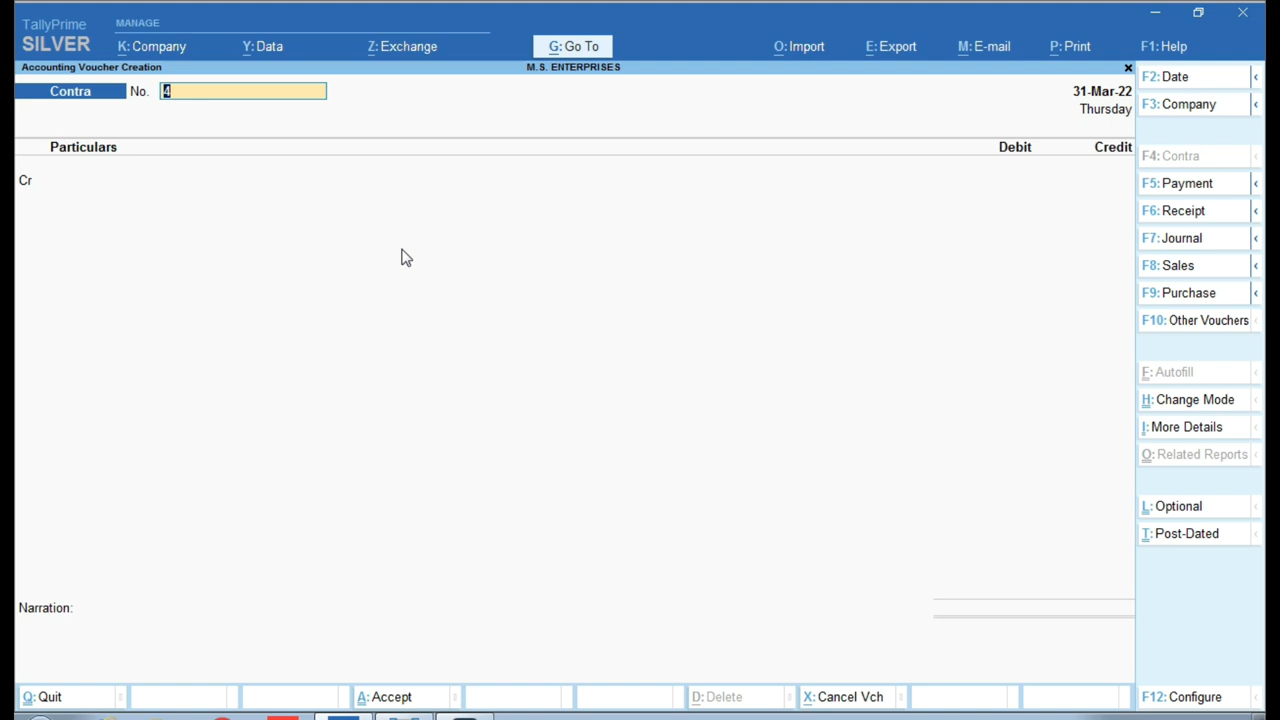 TallyPrime
SILVER
MANAGE
K: Company
Y: Data
Z: Exchange
G: Go To
O: Import
E: Export
M: E-mail
P: Print
F1: Help
Accounting Voucher Creation
M.S. ENTERPRISES
Contra No. 4
31-Mar-22
Thursday
Particulars
Debit
Credit
Cr
Narration:
F2: Date
F3: Company
F4: Contra
F5: Payment
F6: Receipt
F7: Journal
F8: Sales
F9: Purchase
F10: Other Vouchers
F: Autofill
H: Change Mode
I: More Details
O: Related Reports
L: Optional
T: Post-Dated
Q: Quit
A: Accept
D: Delete
X: Cancel Vch
F12: Configure